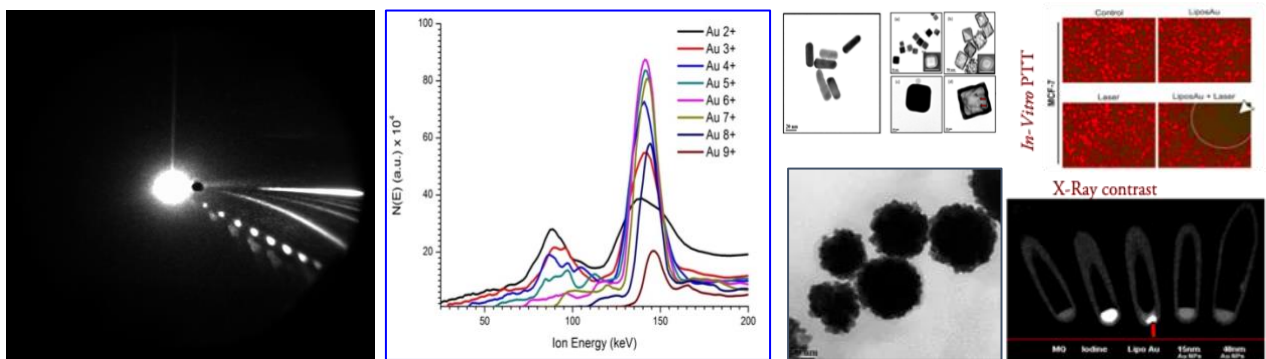 N(E) (a.u.) x 10⁴
100
80
60
40
20
50
100
150
200
Ion Energy (keV)
Au 2+
Au 3+
Au 4+
Au 5+
Au 6+
Au 7+
Au 8+
Au 9+
(a)
(b)
(c)
(d)
In-Vitro PTT
MCF-7
Control
LiposAu
Laser
LiposAu + Laser
X-Ray contrast
MQ
Iodine
Lipo Au
15nm
Au NPs
40nm
Au NPs